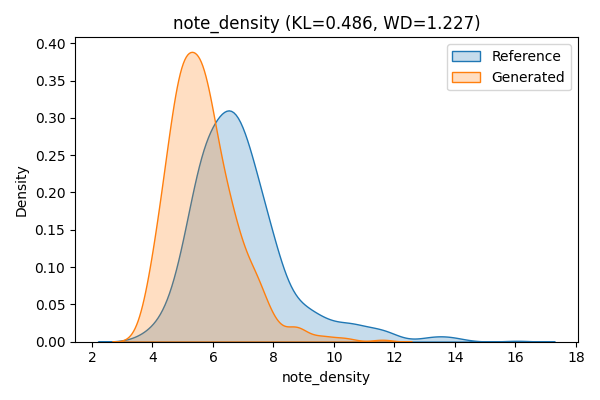 note_density (KL=0.486, WD=1.227)
Reference
Generated
Density
0.40
0.35
0.30
0.25
0.20
0.15
0.10
0.05
0.00
2 4 6 8 10 12 14 16 18
note_density